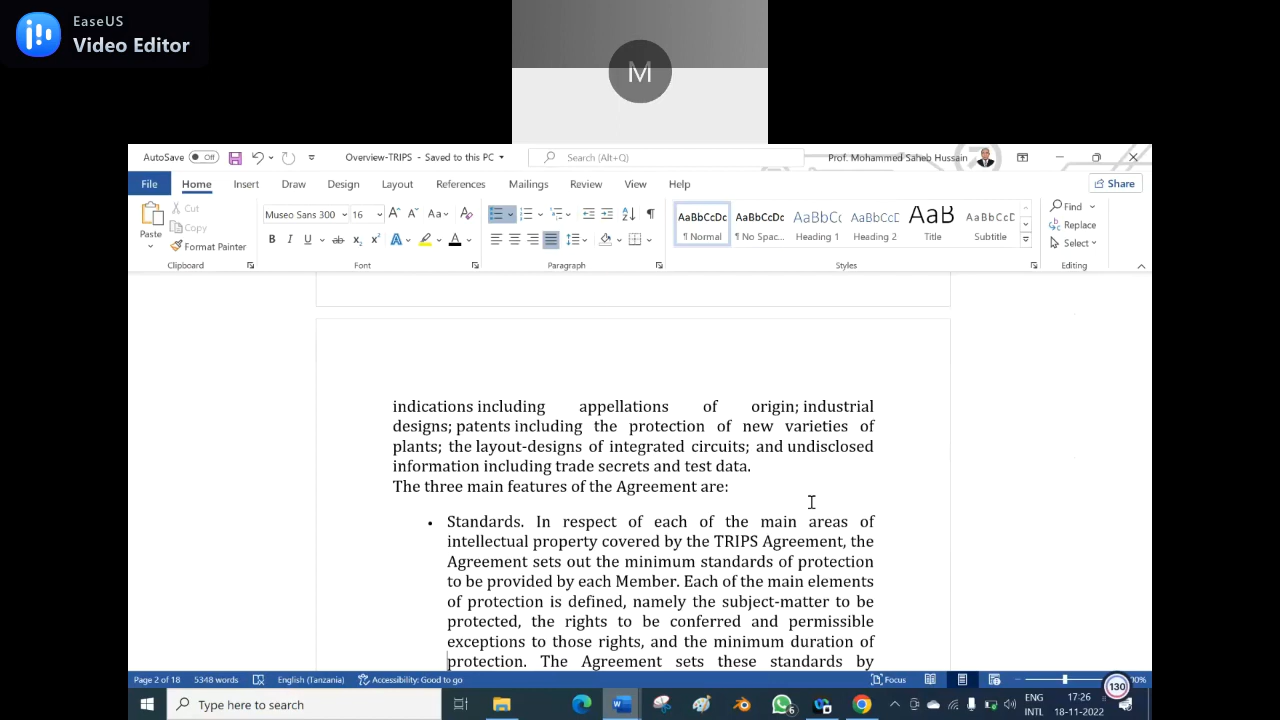 EaseUS
Video Editor
M
AutoSave Off Overview-TRIPS - Saved to this PC Search (Alt+Q) Prof. Mohammed Saheb Hussain
File Home Insert Draw Design Layout References Mailings Review View Help Share
Paste Cut Copy Format Painter
Museo Sans 300 16
AaBbCcDc AaBbCcDc AaBbC AaBbCcD AaB AaBbCcD
¶ Normal ¶ No Spac... Heading 1 Heading 2 Title Subtitle
Find Replace Select
Clipboard Font Paragraph Styles Editing
indications including appellations of origin; industrial
designs; patents including the protection of new varieties of
plants; the layout-designs of integrated circuits; and undisclosed
information including trade secrets and test data.
The three main features of the Agreement are:
• Standards. In respect of each of the main areas of
intellectual property covered by the TRIPS Agreement, the
Agreement sets out the minimum standards of protection
to be provided by each Member. Each of the main elements
of protection is defined, namely the subject-matter to be
protected, the rights to be conferred and permissible
exceptions to those rights, and the minimum duration of
protection. The Agreement sets these standards by
Page 2 of 18 5348 words English (Tanzania) Accessibility: Good to go Focus 130
Type here to search
6
ENG 17:26
INTL 18-11-2022